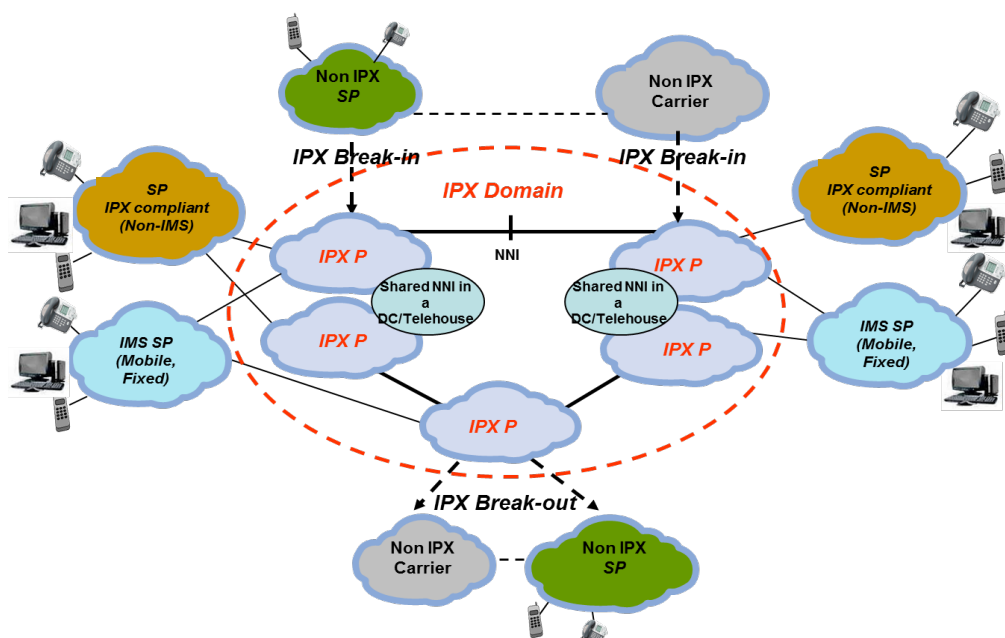 Non IPX
SP
Non IPX
Carrier
IPX Break-in
IPX Break-in
SP
IPX compliant
(Non-IMS)
IPX Domain
SP
IPX compliant
(Non-IMS)
NNI
IPX P
IPX P
Shared NNI in
a
DC/Telehouse
Shared NNI in
a
DC/Telehouse
IMS SP
(Mobile,
Fixed)
IPX P
IPX P
IMS SP
(Mobile,
Fixed)
IPX P
IPX Break-out
Non IPX
Carrier
Non IPX
SP